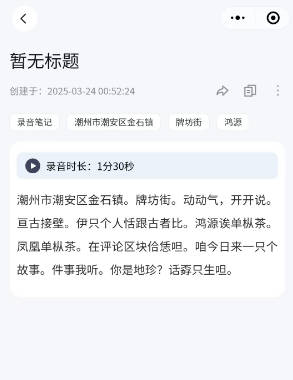 暂无标题
创建于：2025-03-24 00:52:24
录音笔记 潮州市潮安区金石镇 牌坊街 鸿源
录音时长：1分30秒
潮州市潮安区金石镇。牌坊街。动动气，开开说。
亘古接壁。伊只个人恬跟古者比。鸿源诶单枞茶。
凤凰单枞茶。在评论区块佮恁呾。咱今日来一只个
故事。件事我听。你是地珍？话孬只生呾。